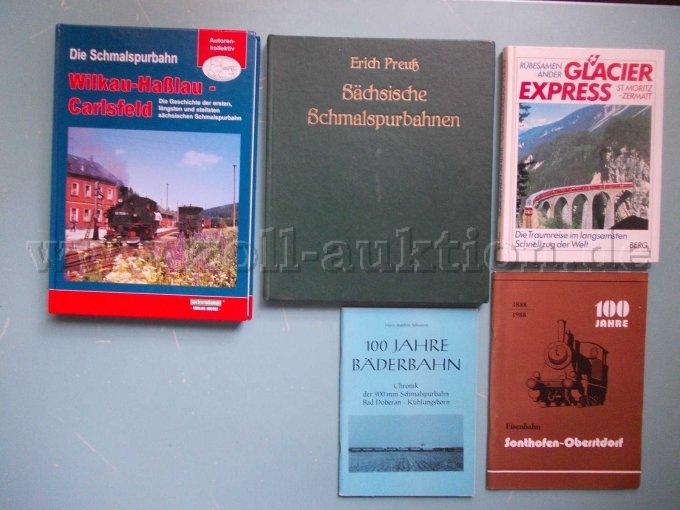 Autoren-
kollektiv
Die Schmalspurbahn
Wilkau-Haßlau -
Carlsfeld
Die Geschichte der ersten,
längsten und steilsten
sächsischen Schmalspurbahn
Erich Preuß
Sächsische
Schmalspurbahnen
RÜBESAMEN
ANDER
GLACIER
EXPRESS
ST. MORITZ
-ZERMATT
Die Traumreise im langsamsten
Schnellzug der Welt
BERG
100 JAHRE
BÄDERBAHN
Chronik
der 900 mm Schmalspurbahn
Bad Doberan - Kühlungsborn
1888
1988
100
JAHRE
Eisenbahn
Sonthofen-Oberstdorf
www.zoll-auktion.de